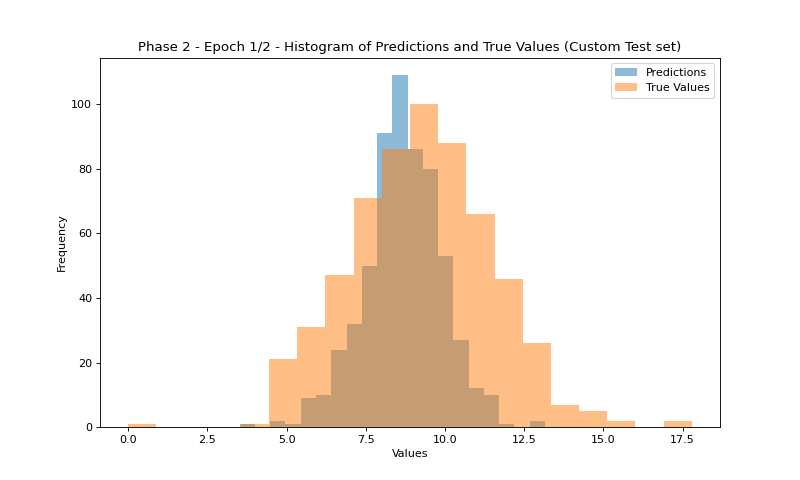 Phase 2 - Epoch 1/2 - Histogram of Predictions and True Values (Custom Test set)
Predictions
True Values
100
80
60
40
20
0
Frequency
0.0 2.5 5.0 7.5 10.0 12.5 15.0 17.5
Values